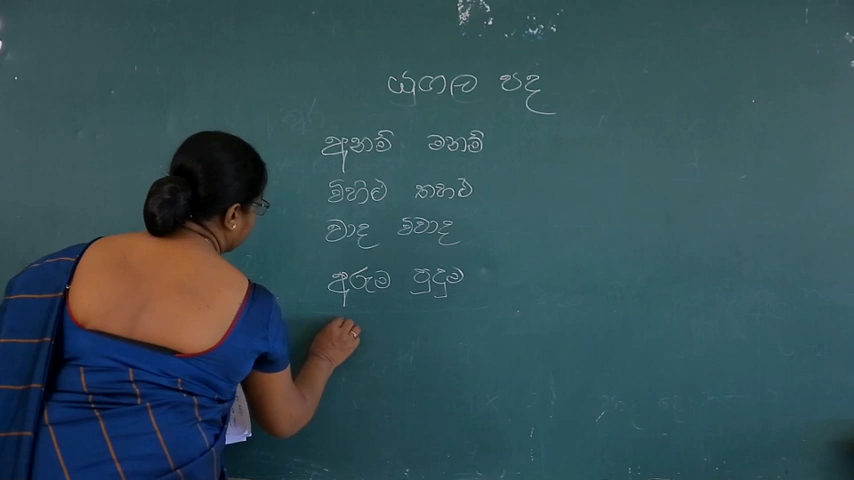 යුගල පද
අනම් මනම්
විහිළු තහළු
වාද විවාද
අරුම පුදුම